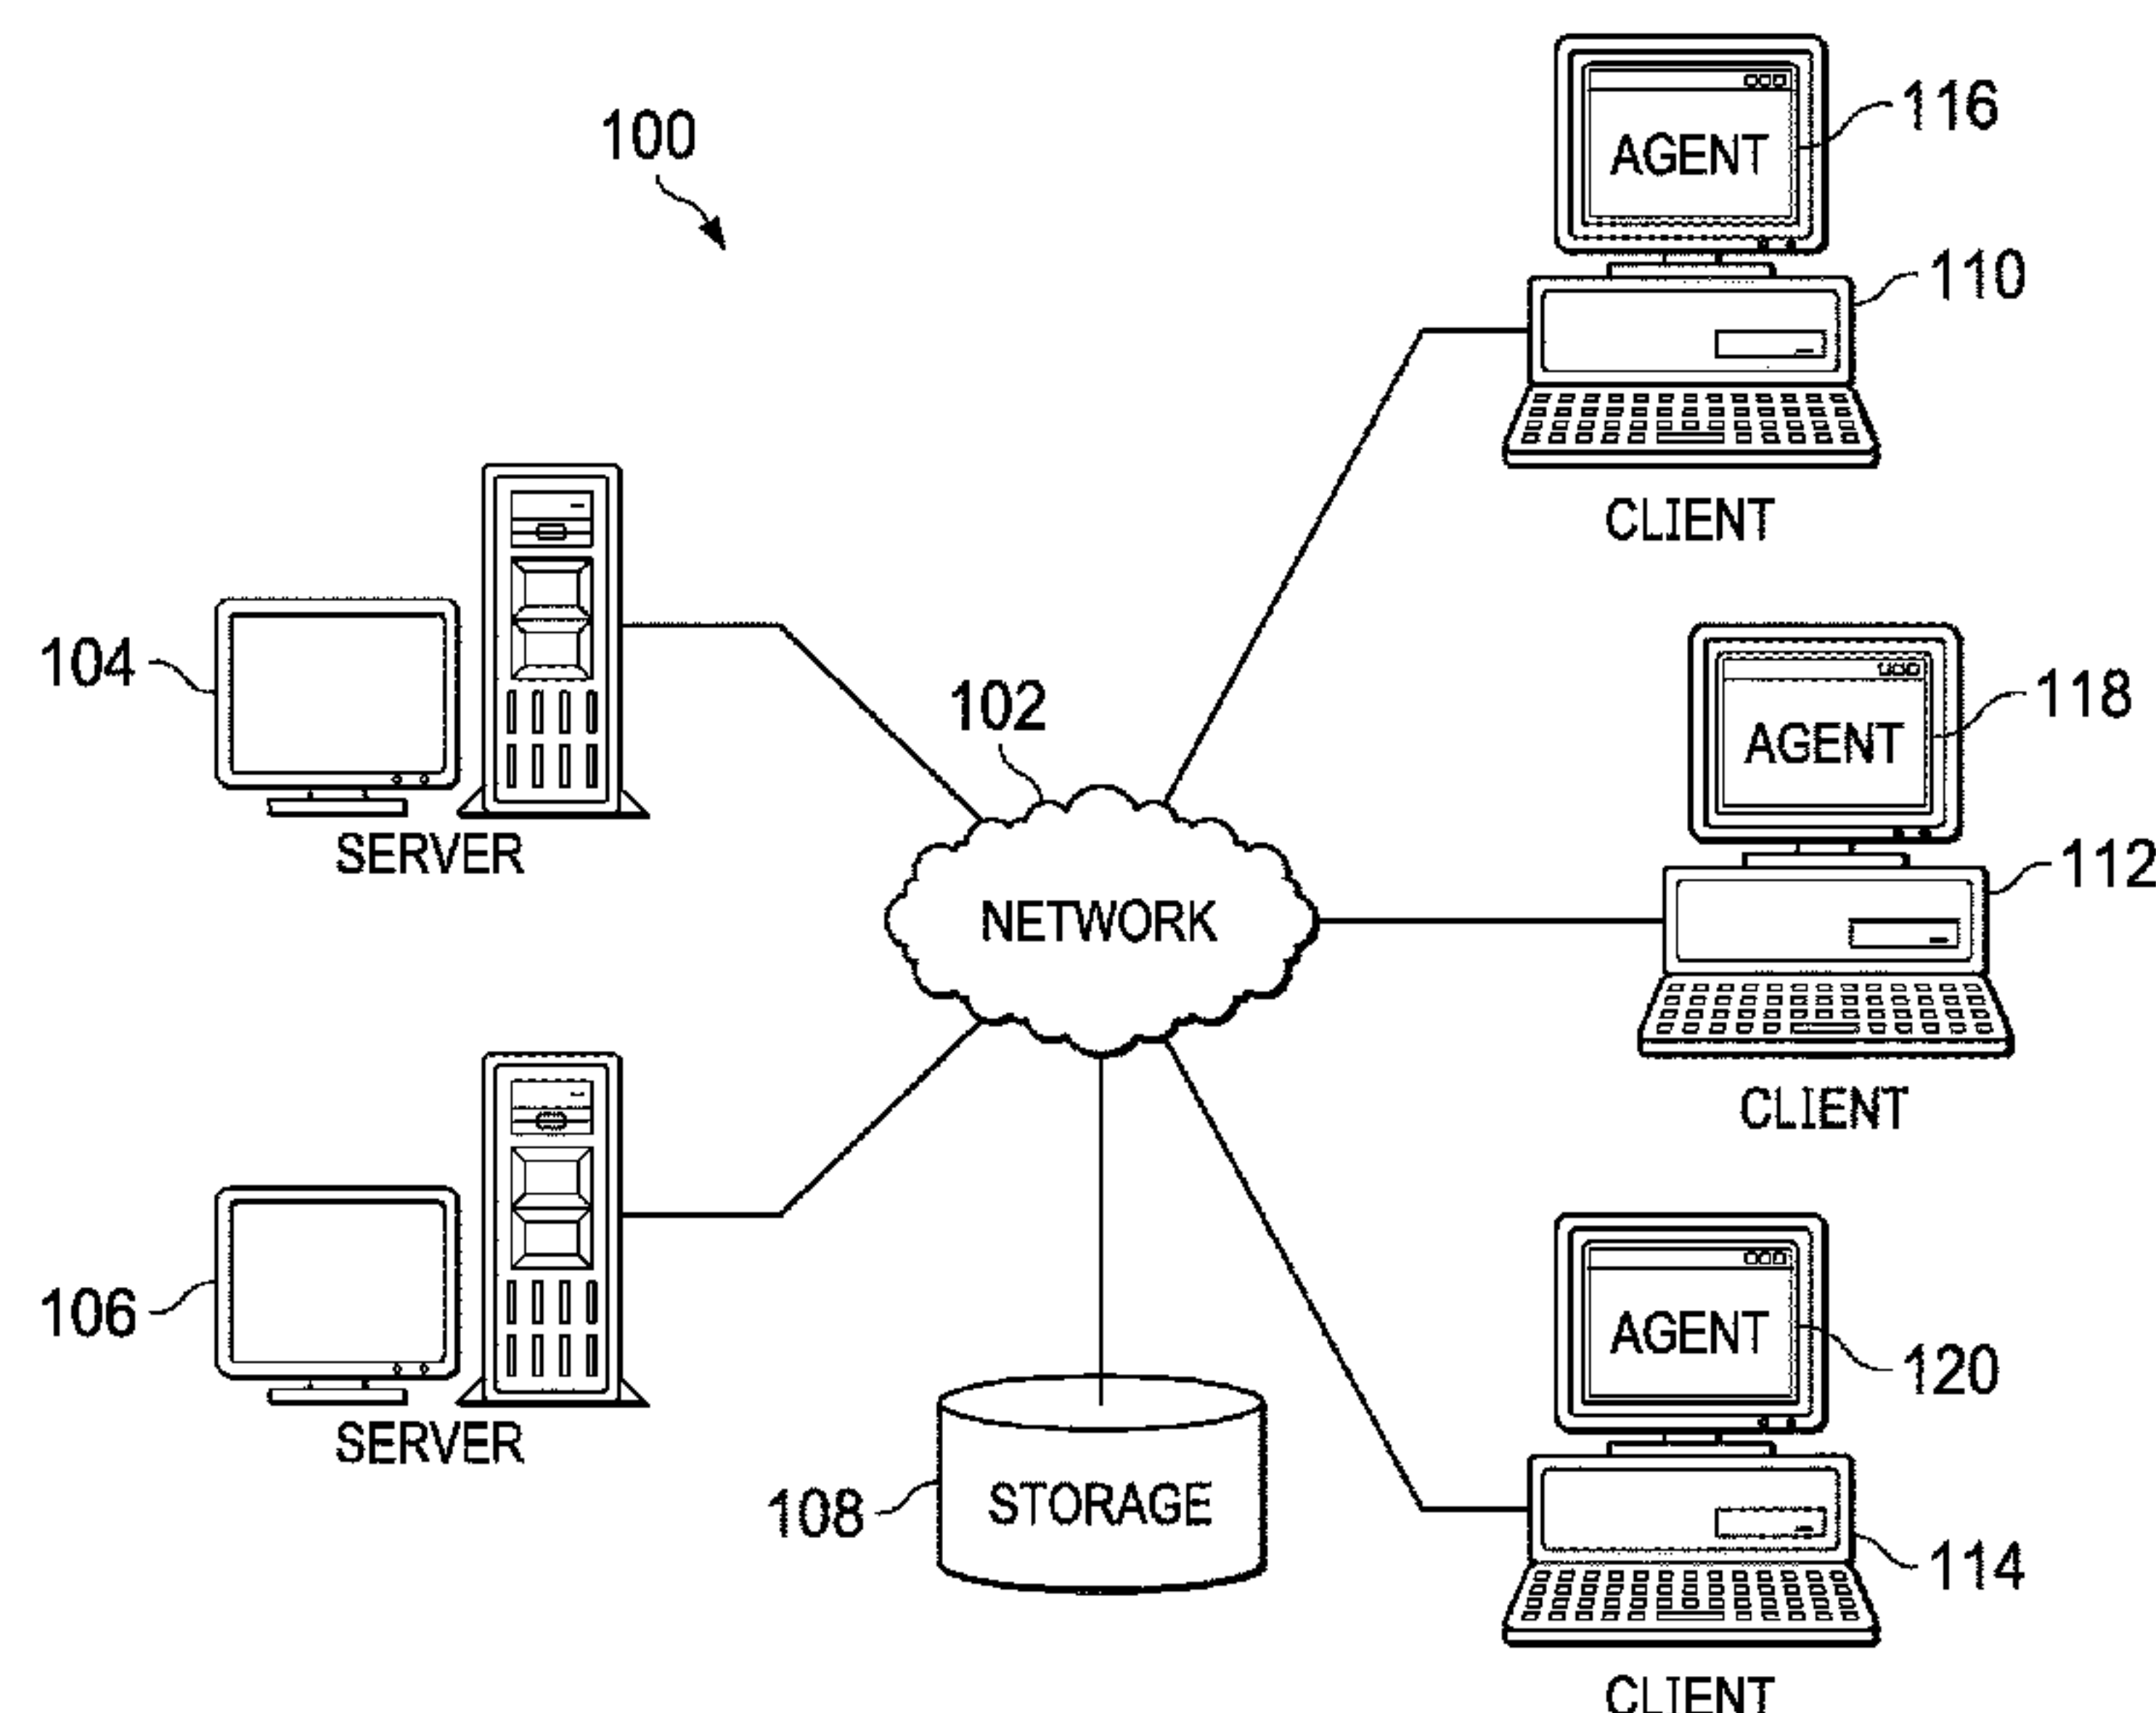 100
AGENT
116
110
CLIENT
104
SERVER
102
NETWORK
AGENT
118
112
CLIENT
106
SERVER
108
STORAGE
AGENT
120
114
CLIENT